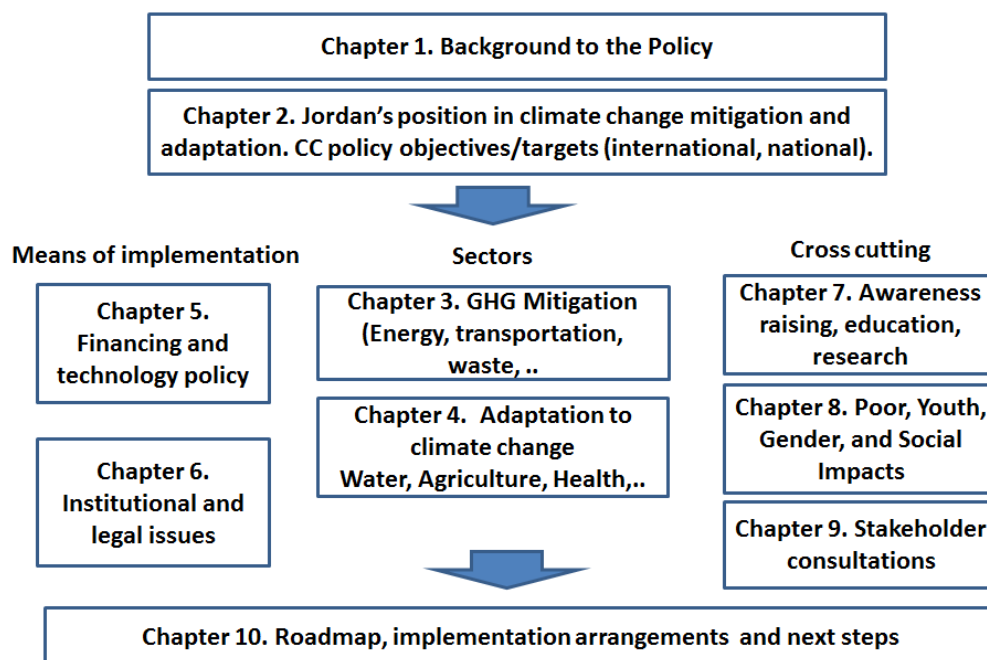 Chapter 1. Background to the Policy
Chapter 2. Jordan's position in climate change mitigation and
adaptation. CC policy objectives/targets (international, national).
Means of implementation
Chapter 5.
Financing and
technology policy
Chapter 6.
Institutional and
legal issues
Sectors
Chapter 3. GHG Mitigation
(Energy, transportation,
waste, ..
Chapter 4.  Adaptation to
climate change
Water, Agriculture, Health,..
Cross cutting
Chapter 7. Awareness
raising, education,
research
Chapter 8. Poor, Youth,
Gender, and Social
Impacts
Chapter 9. Stakeholder
consultations
Chapter 10. Roadmap, implementation arrangements  and next steps